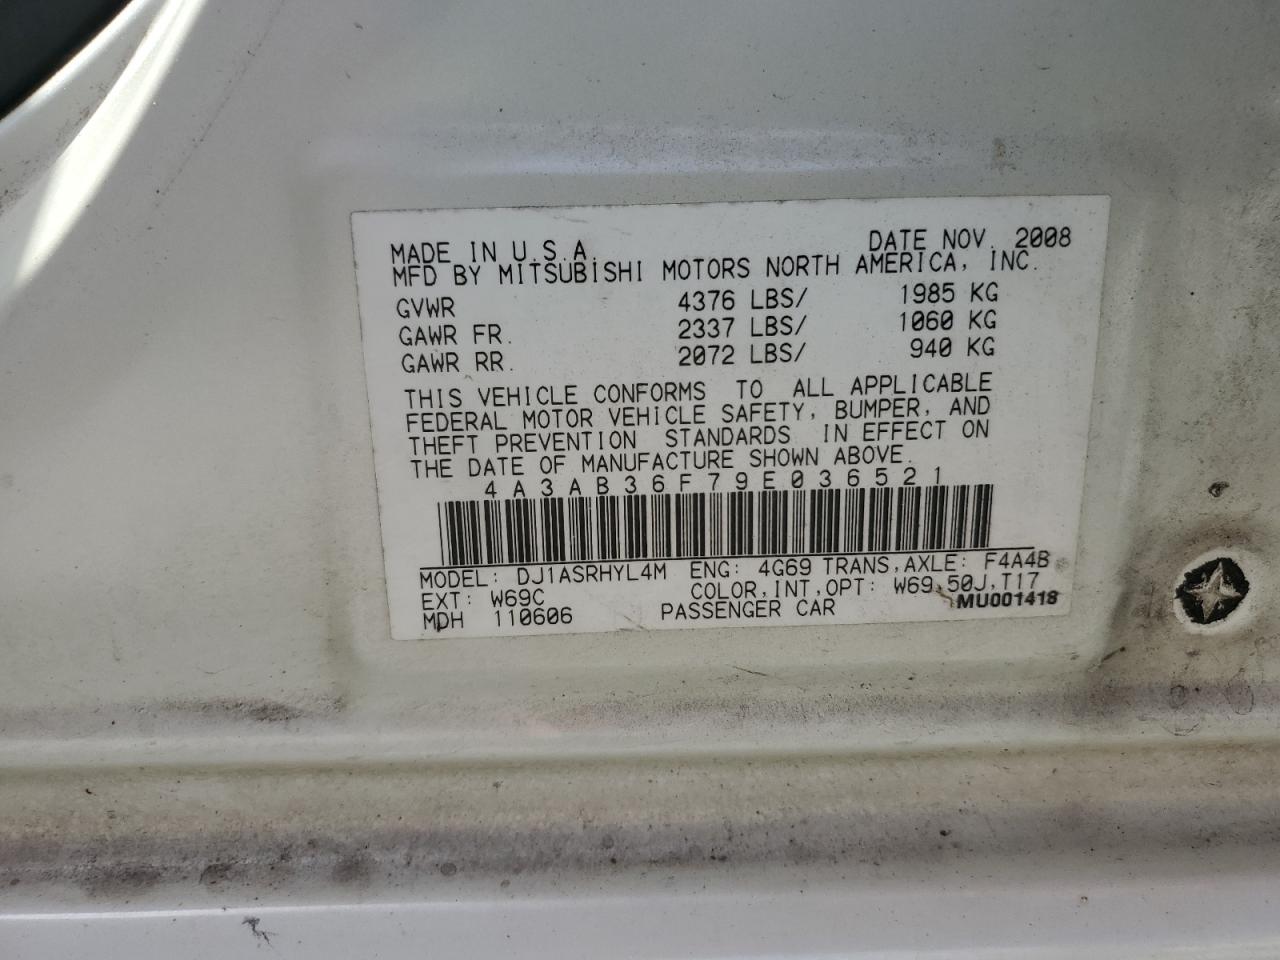 MADE IN U.S.A. DATE NOV. 2008
MFD BY MITSUBISHI MOTORS NORTH AMERICA, INC.
GVWR 4376 LBS/ 1985 KG
GAWR FR. 2337 LBS/ 1060 KG
GAWR RR. 2072 LBS/ 940 KG
THIS VEHICLE CONFORMS TO ALL APPLICABLE
FEDERAL MOTOR VEHICLE SAFETY, BUMPER, AND
THEFT PREVENTION STANDARDS IN EFFECT ON
THE DATE OF MANUFACTURE SHOWN ABOVE.
4A3AB36F79E036521
MODEL: DJ1ASRHYL4M ENG: 4G69 TRANS,AXLE: F4A4B
EXT: W69C COLOR,INT,OPT: W69,50J,T17
MDH 110606 PASSENGER CAR MU001418